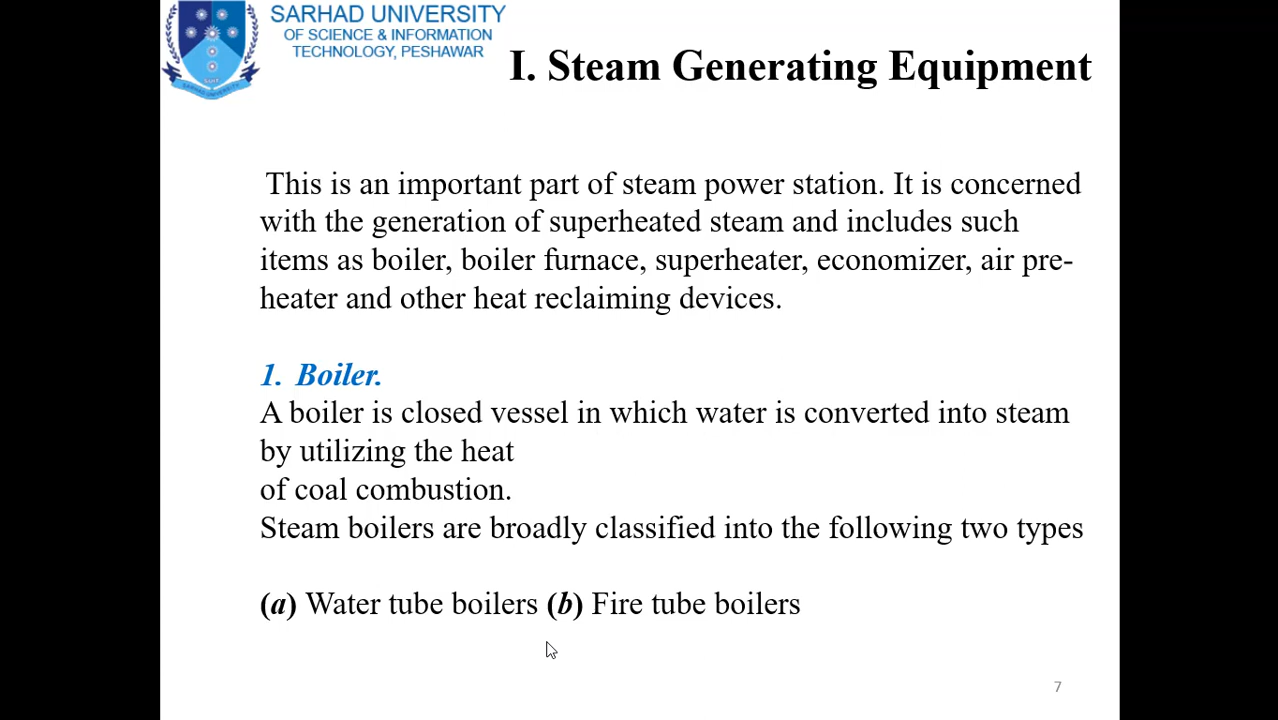 SARHAD UNIVERSITY
OF SCIENCE & INFORMATION
TECHNOLOGY, PESHAWAR
I. Steam Generating Equipment
This is an important part of steam power station. It is concerned
with the generation of superheated steam and includes such
items as boiler, boiler furnace, superheater, economizer, air pre-
heater and other heat reclaiming devices.
1. Boiler.
A boiler is closed vessel in which water is converted into steam
by utilizing the heat
of coal combustion.
Steam boilers are broadly classified into the following two types
(a) Water tube boilers (b) Fire tube boilers
7